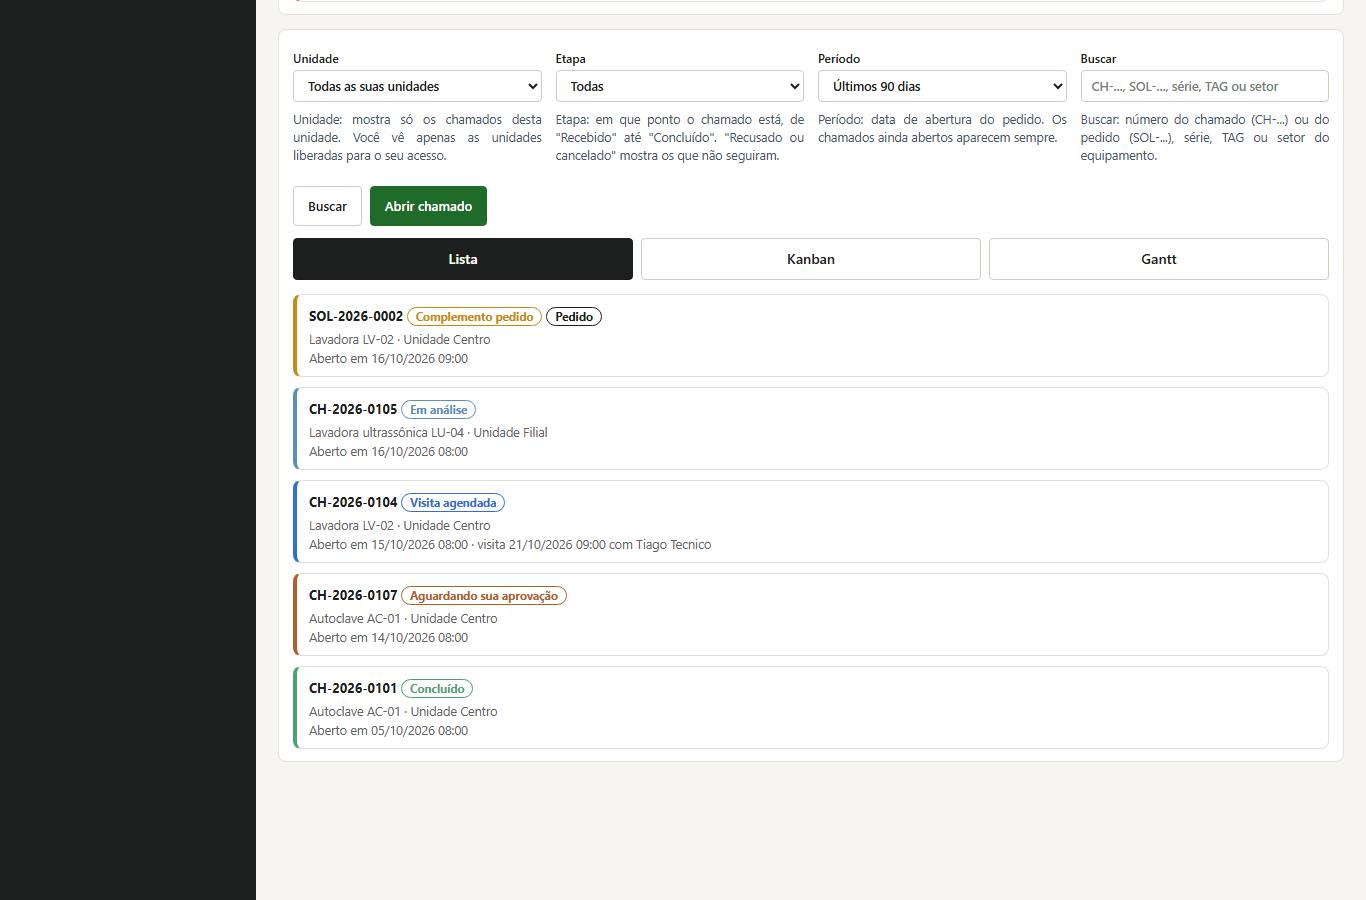 Unidade
Etapa
Período
Buscar
Todas as suas unidades
Todas
Últimos 90 dias
CH-..., SOL-..., série, TAG ou setor
Unidade: mostra só os chamados desta
unidade. Você vê apenas as unidades
liberadas para o seu acesso.
Etapa: em que ponto o chamado está, de
"Recebido" até "Concluído". "Recusado ou
cancelado" mostra os que não seguiram.
Período: data de abertura do pedido. Os
chamados ainda abertos aparecem sempre.
Buscar: número do chamado (CH-...) ou do
pedido (SOL-...), série, TAG ou setor do
equipamento.
Buscar
Abrir chamado
Lista
Kanban
Gantt
SOL-2026-0002 Complemento pedido Pedido
Lavadora LV-02 · Unidade Centro
Aberto em 16/10/2026 09:00
CH-2026-0105 Em análise
Lavadora ultrassônica LU-04 · Unidade Filial
Aberto em 16/10/2026 08:00
CH-2026-0104 Visita agendada
Lavadora LV-02 · Unidade Centro
Aberto em 15/10/2026 08:00 · visita 21/10/2026 09:00 com Tiago Tecnico
CH-2026-0107 Aguardando sua aprovação
Autoclave AC-01 · Unidade Centro
Aberto em 14/10/2026 08:00
CH-2026-0101 Concluído
Autoclave AC-01 · Unidade Centro
Aberto em 05/10/2026 08:00